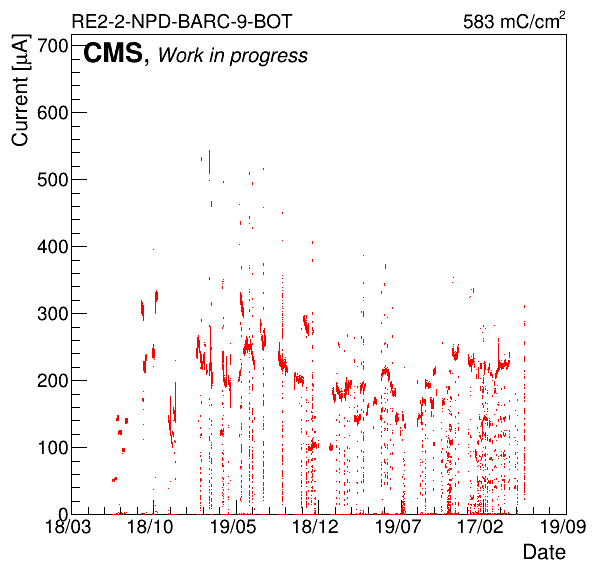 RE2-2-NPD-BARC-9-BOT 583 mC/cm²
CMS, Work in progress
Current [μA]
700
600
500
400
300
200
100
0
18/03 18/10 19/05 18/12 19/07 17/02 19/09
Date